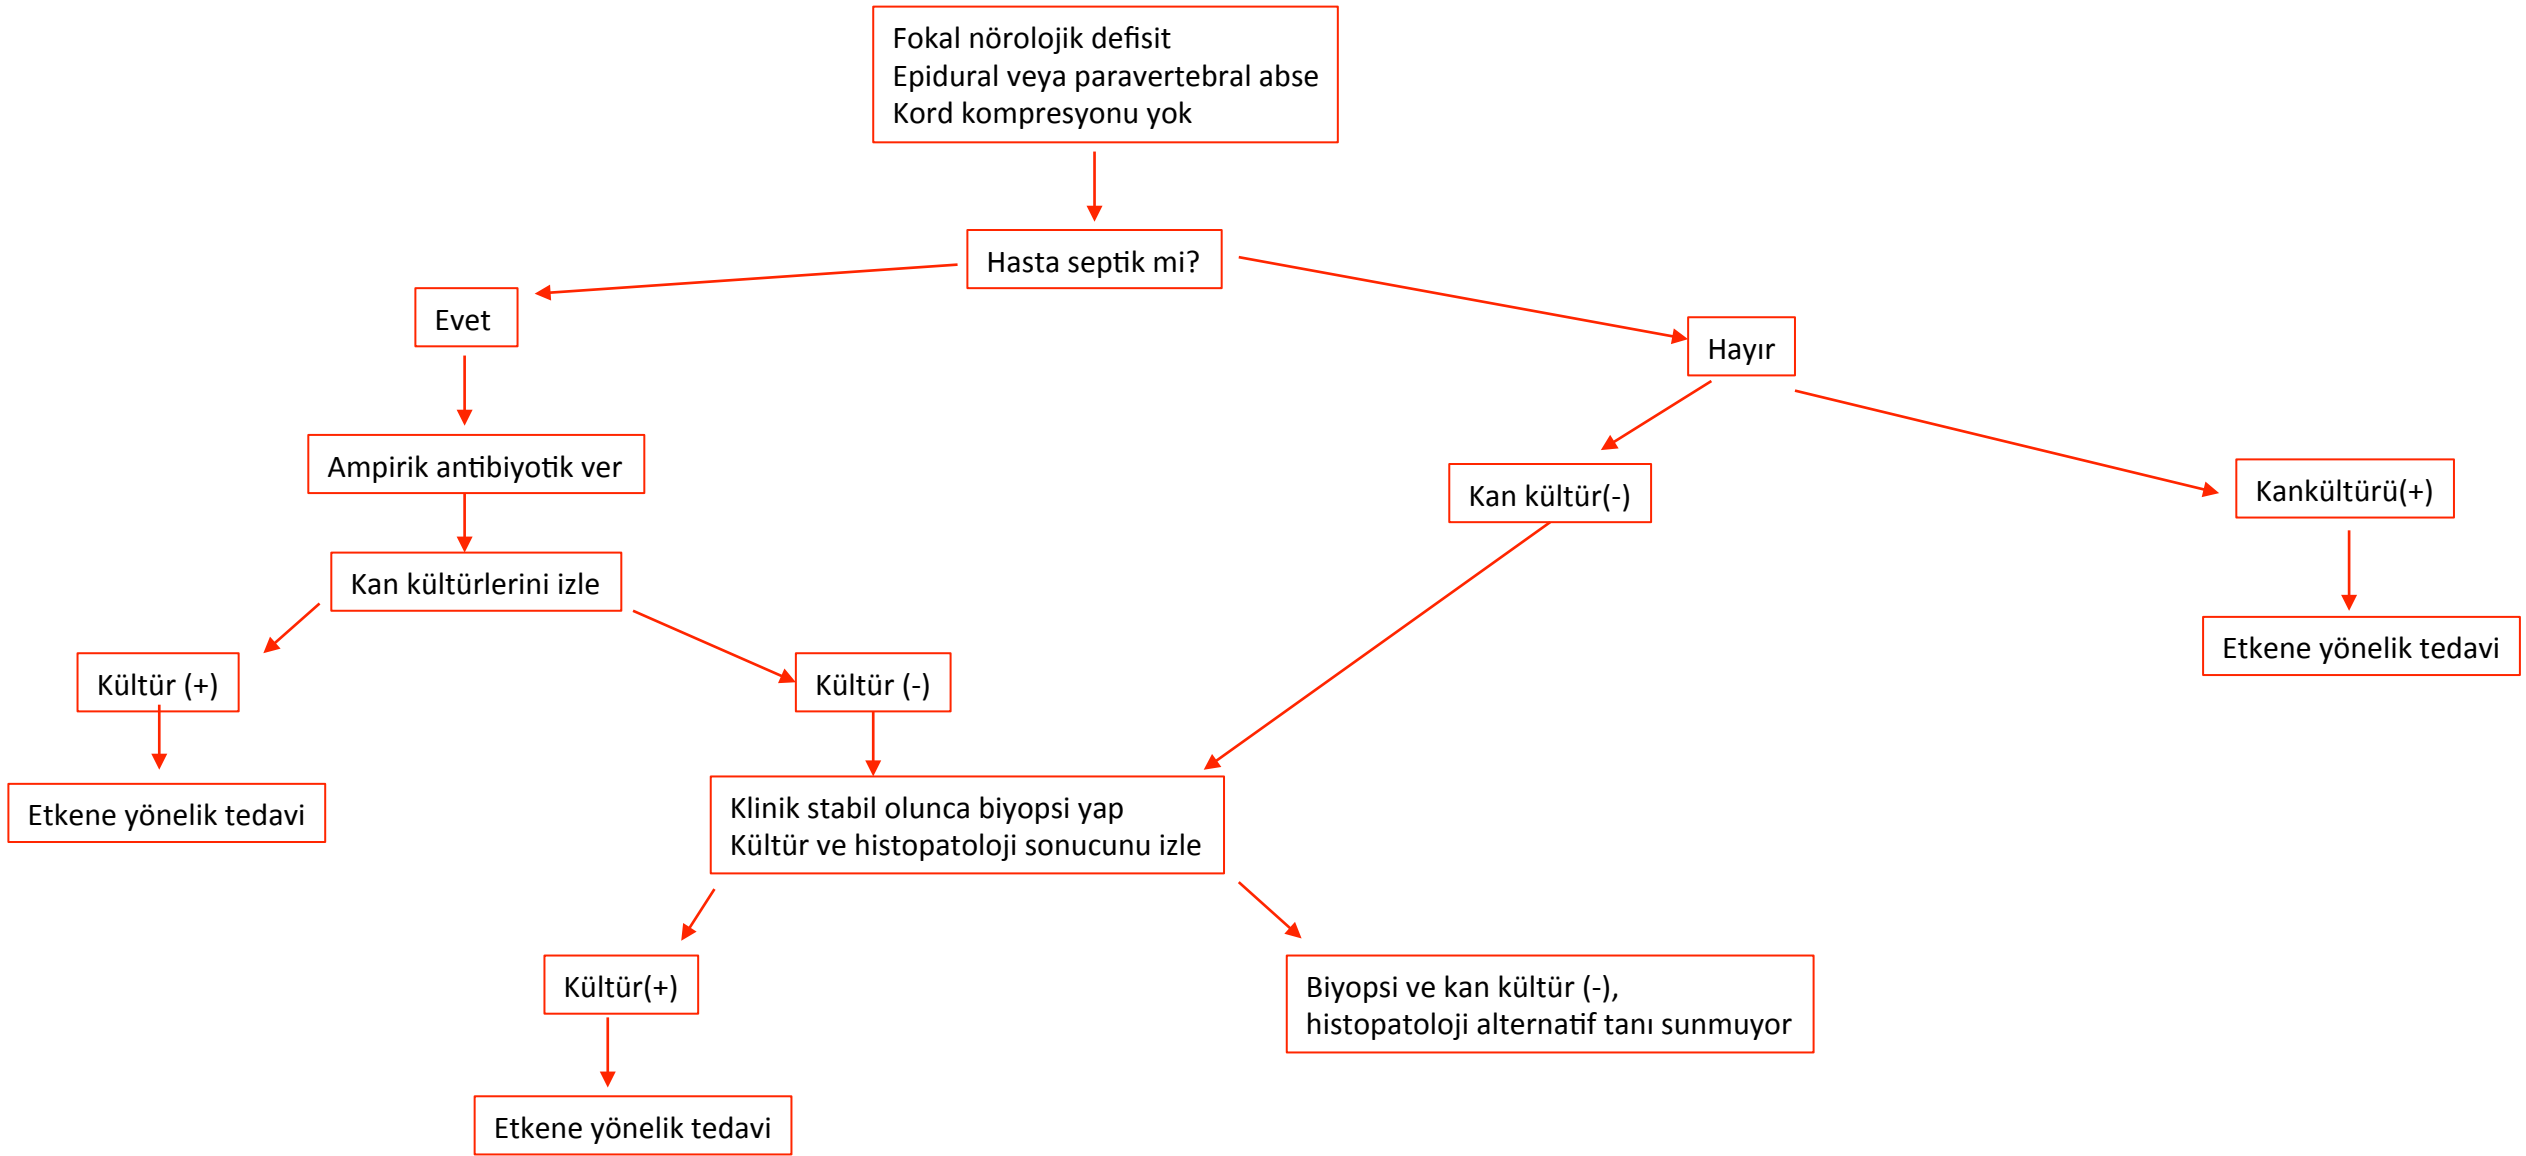 Fokal nörolojik defisit
Epidural veya paravertebral abse
Kord kompresyonu yok
Hasta septik mi?
Evet
Hayır
Ampirik antibiyotik ver
Kan kültür(-)
Kankültürü(+)
Kan kültürlerini izle
Etkene yönelik tedavi
Kültür (+)
Kültür (-)
Etkene yönelik tedavi
Klinik stabil olunca biyopsi yap
Kültür ve histopatoloji sonucunu izle
Kültür(+)
Biyopsi ve kan kültür (-),
histopatoloji alternatif tanı sunmuyor
Etkene yönelik tedavi